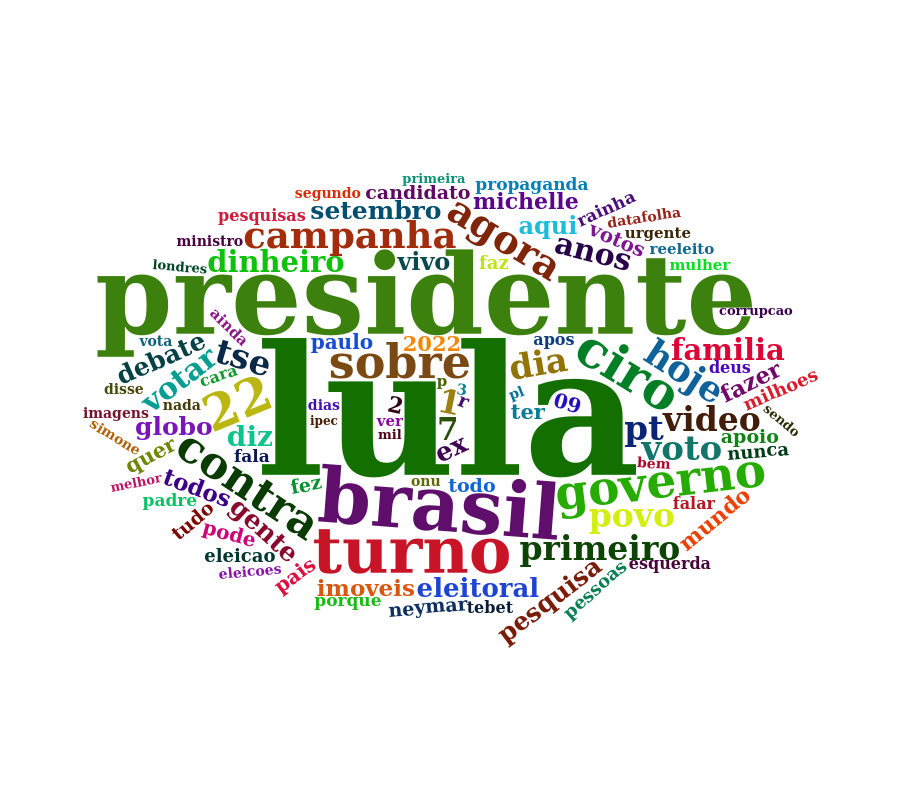 primeira
segundo candidato propaganda
pesquisas setembro michelle rainha
ministro campanha agora aqui votos datafolha urgente
londres dinheiro vivo faz anos reeleito mulher
presidente
corrupcao
ainda
vota paulo 2022 apos
debate tse sobre dia ciro hoje familia
disse votar cara deus fazer
lula
imagens nada 22 dias 2 p 1 3 r pl 09 milhoes
simone globo diz ipec ver 7 ter pt video sendo
quer fala mil ex voto apoio
contra bem nunca
melhor todos fez onu todo governo
padre brasil falar
tudo pode gente povo mundo
eleicao turno primeiro
eleicoes pais esquerda
imoveis eleitoral pesquisa pessoas
porque neymar tebet